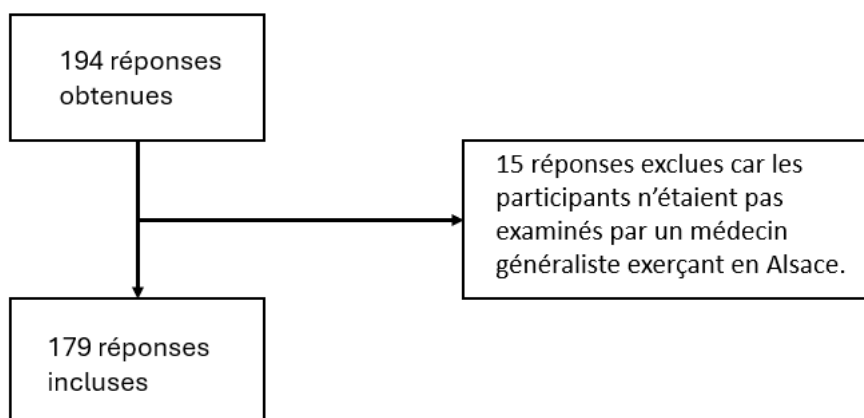 194 réponses
obtenues
15 réponses exclues car les
participants n'étaient pas
examinés par un médecin
généraliste exerçant en Alsace.
179 réponses
incluses